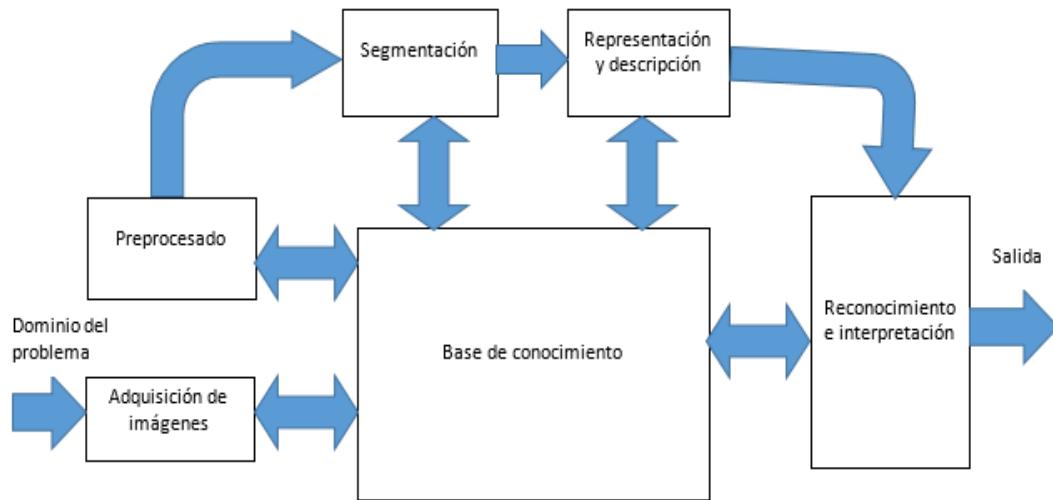 Segmentación
Representación
y descripción
Preprocesado
Salida
Dominio del
problema
Reconocimiento
e interpretación
Base de conocimiento
Adquisición de
imágenes